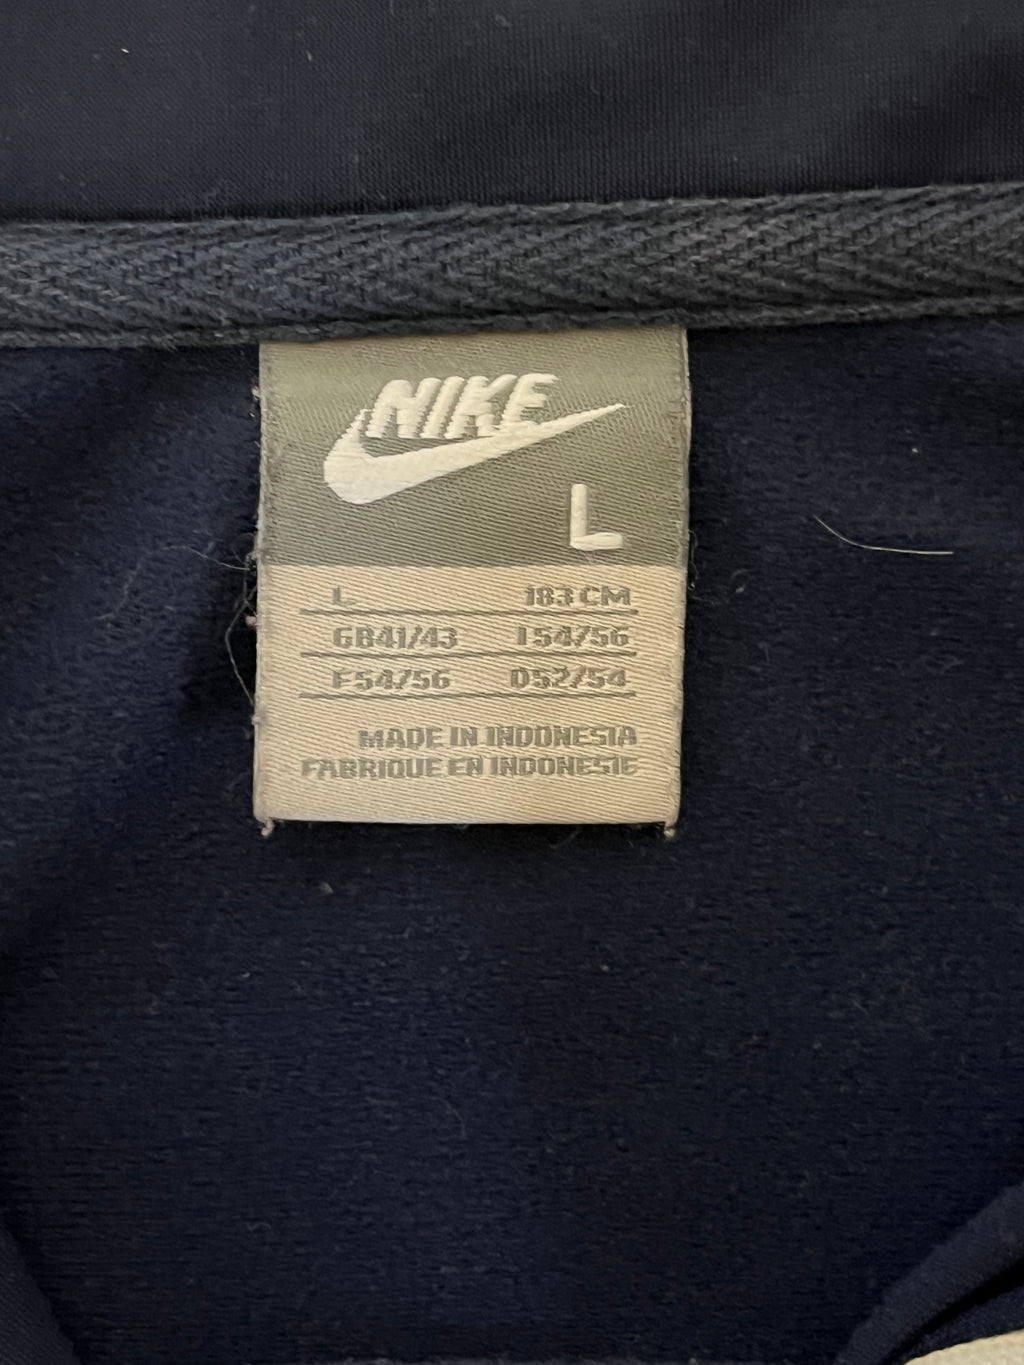 NIKE
L
L 183 CM
GB41/43 I54/56
F54/56 D52/54
MADE IN INDONESIA
FABRIQUE EN INDONESIE